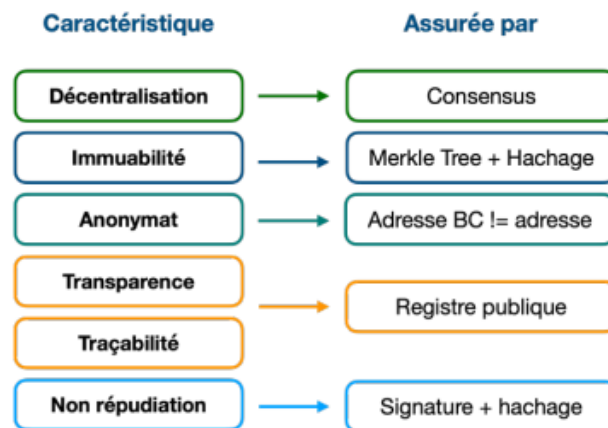 Caractéristique Assurée par
Décentralisation Consensus
Immuabilité Merkle Tree + Hachage
Anonymat Adresse BC != adresse
Transparence
Registre publique
Traçabilité
Non répudiation Signature + hachage